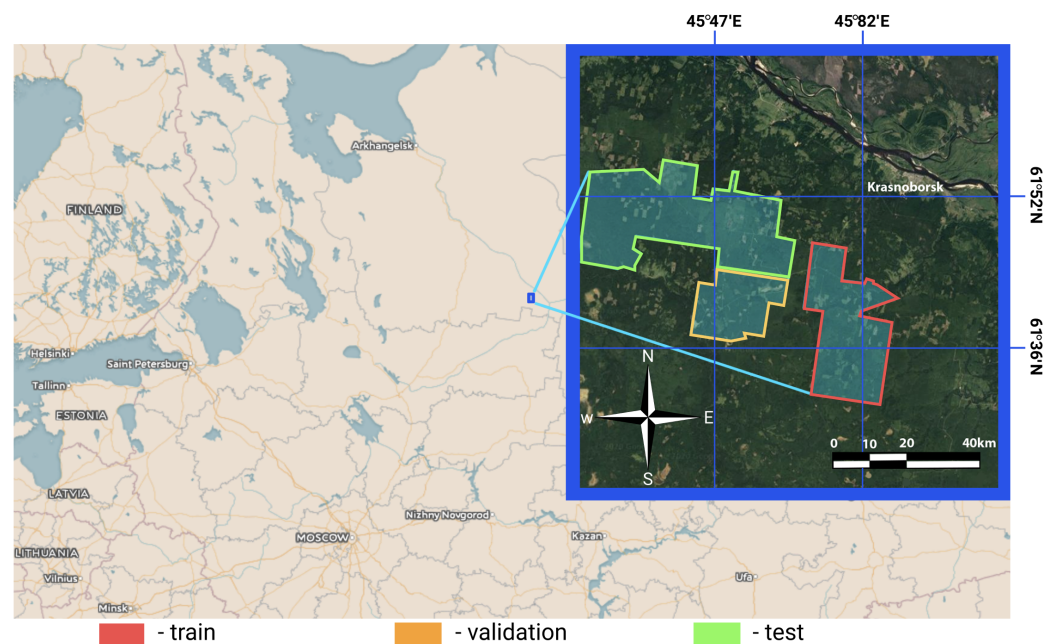 45°47'E
45°82'E
Arkhangelsk
61°52'N
Krasnoborsk
FINLAND
61°36'N
Helsinki
Saint Petersburg
N
Tallinn
ESTONIA
W
E
0 10 20 40km
S
LATVIA
Nizhny Novgorod
MOSCOW
Kazan
LITHUANIA
Vilnius
Ufa
Minsk
- train
- validation
- test